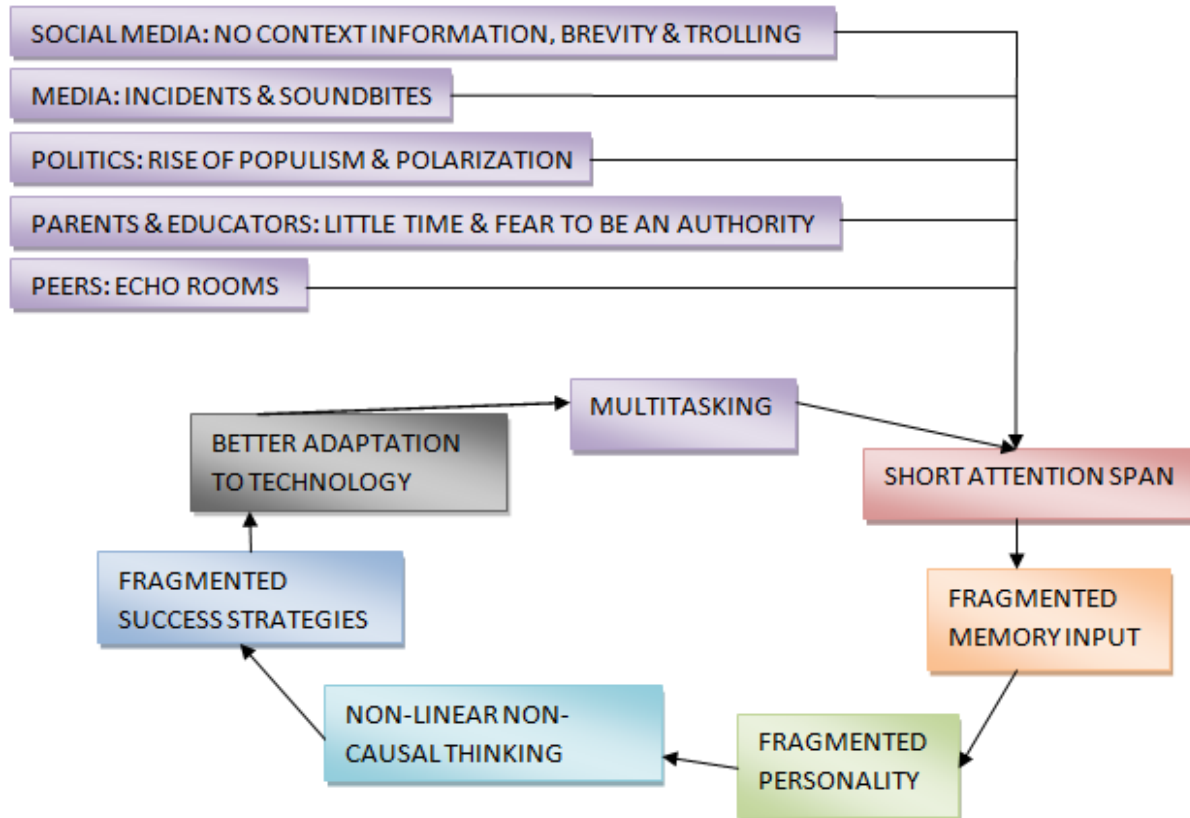 SOCIAL MEDIA: NO CONTEXT INFORMATION, BREVITY & TROLLING
MEDIA: INCIDENTS & SOUNDBITES
POLITICS: RISE OF POPULISM & POLARIZATION
PARENTS & EDUCATORS: LITTLE TIME & FEAR TO BE AN AUTHORITY
PEERS: ECHO ROOMS
MULTITASKING
BETTER ADAPTATION
TO TECHNOLOGY
SHORT ATTENTION SPAN
FRAGMENTED
SUCCESS STRATEGIES
FRAGMENTED
MEMORY INPUT
NON-LINEAR NON-
CAUSAL THINKING
FRAGMENTED
PERSONALITY